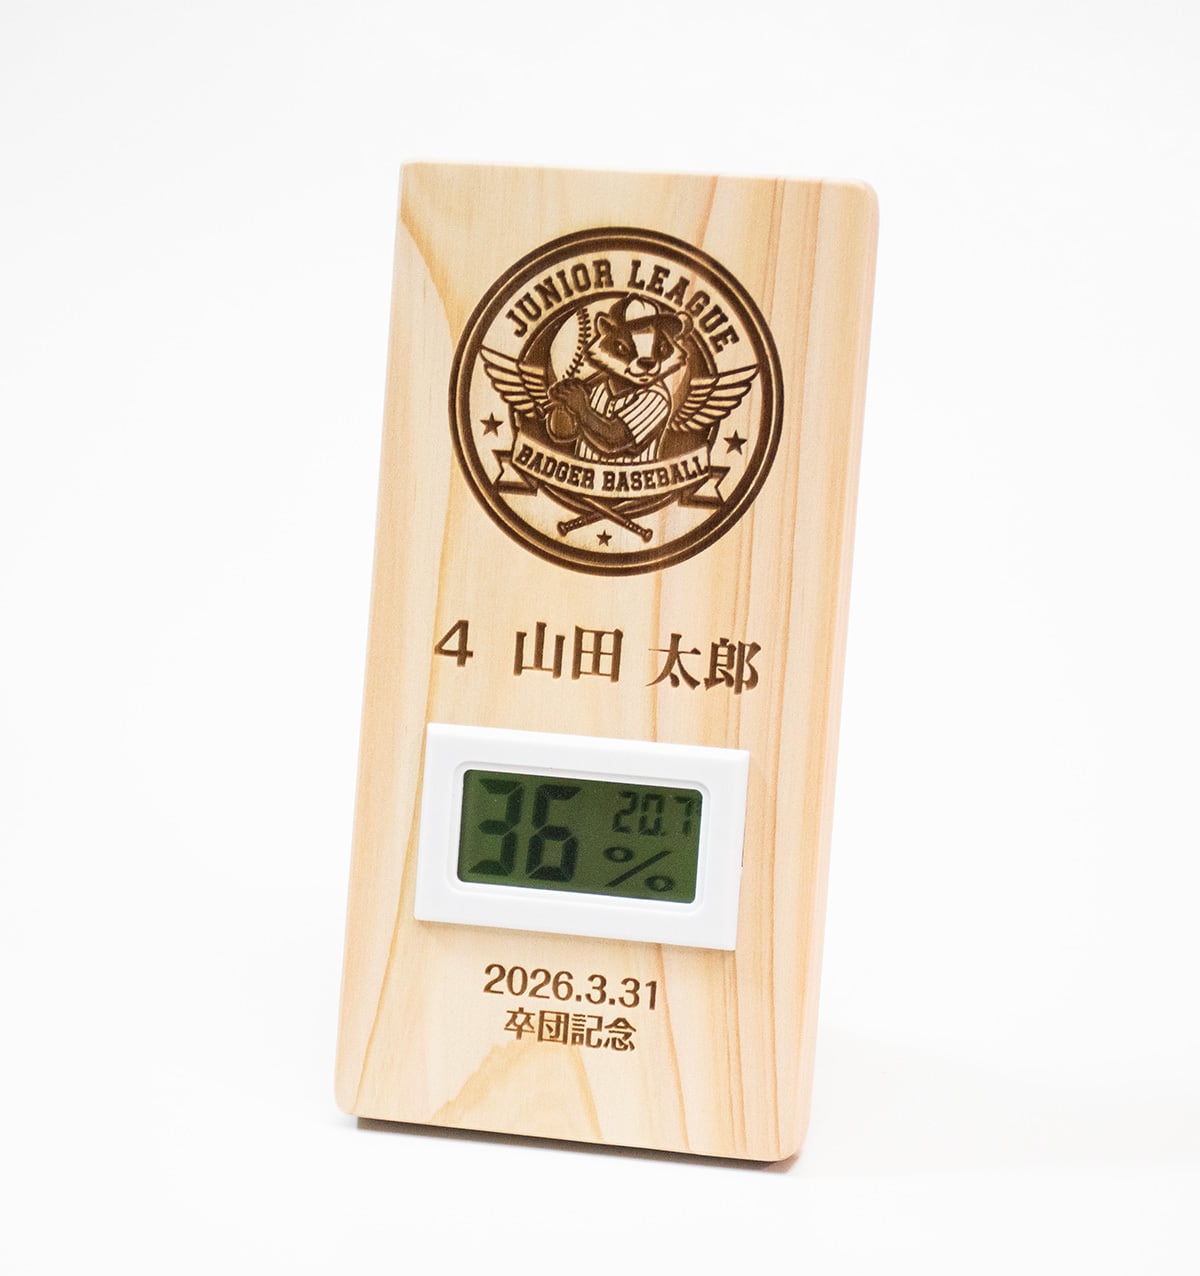 JUNIOR LEAGUE
BADGER BASEBALL
4 山田 太郎
36 % 20.7
2026.3.31
卒団記念